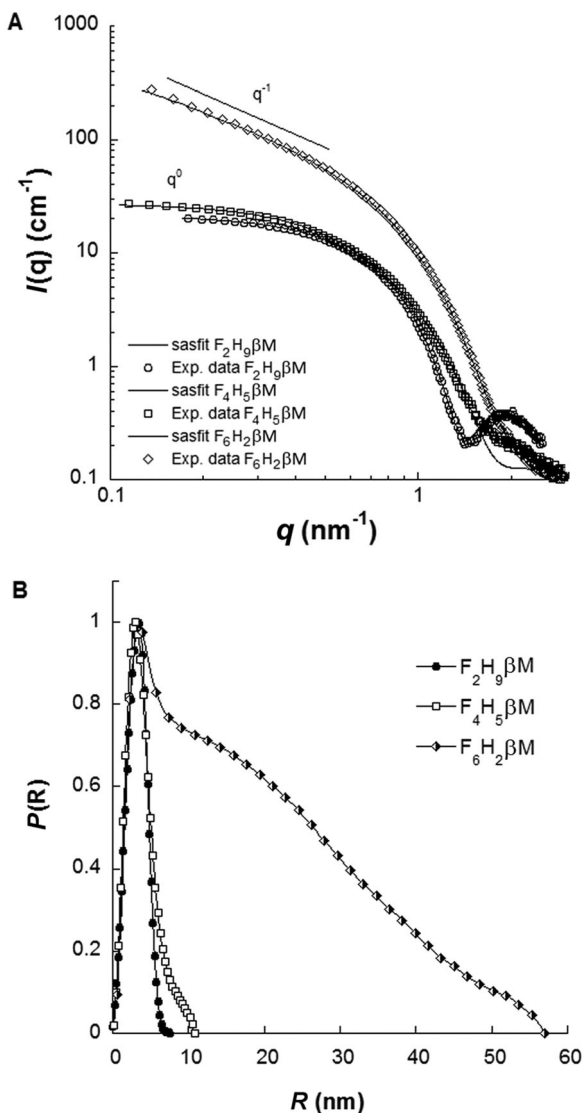 A
1000
100
10
1
0.1
I(q) (cm⁻¹)
q⁻¹
q⁰
sasfit F₂H₉βM
Exp. data F₂H₉βM
sasfit F₄H₅βM
Exp. data F₄H₅βM
sasfit F₆H₂βM
Exp. data F₆H₂βM
0.1
1
q (nm⁻¹)
B
1
0.8
0.6
0.4
0.2
0
P(R)
F₂H₉βM
F₄H₅βM
F₆H₂βM
0 10 20 30 40 50 60
R (nm)